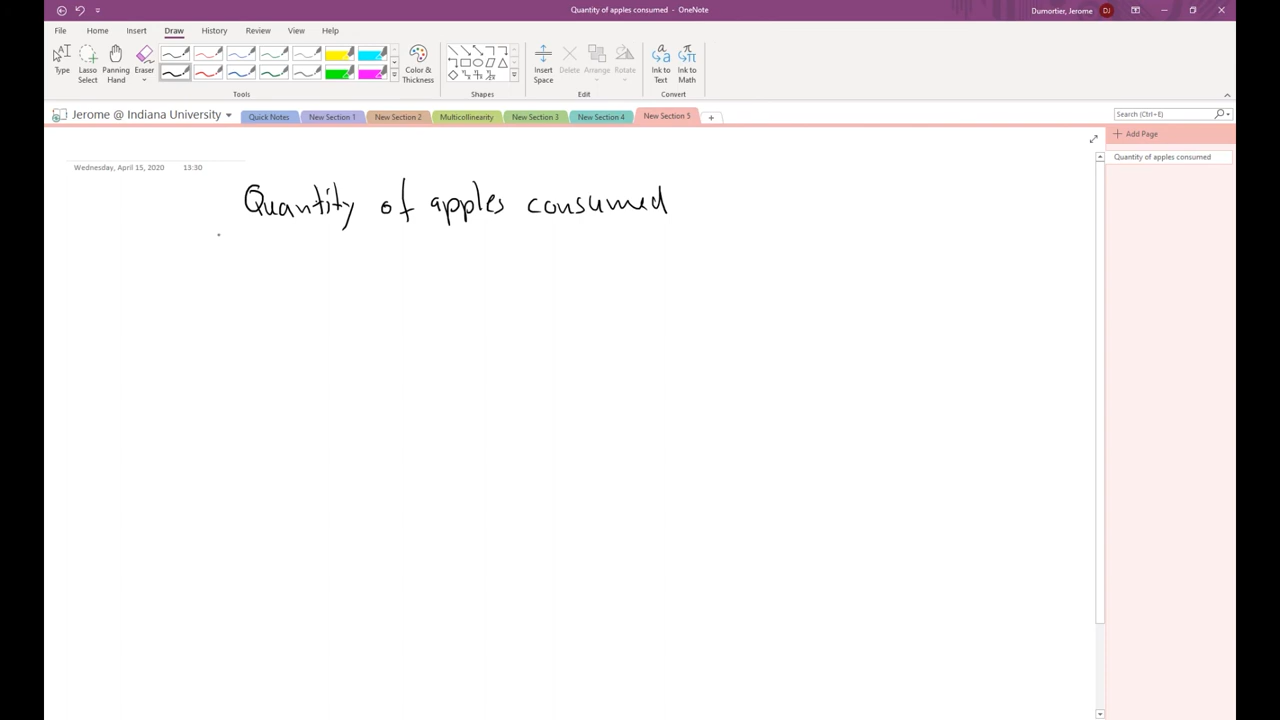 Quantity of apples consumed - OneNote
Dumortier, Jerome DJ
File Home Insert Draw History Review View Help
Type
Lasso Select
Panning Hand
Eraser
Color & Thickness
Insert Space
Delete
Arrange
Rotate
Ink to Text
Ink to Math
Tools
Shapes
Edit
Convert
Jerome @ Indiana University
Quick Notes
New Section 1
New Section 2
Multicollinearity
New Section 3
New Section 4
New Section 5
Search (Ctrl+E)
Add Page
Quantity of apples consumed
Wednesday, April 15, 2020 13:30
Quantity of apples consumed